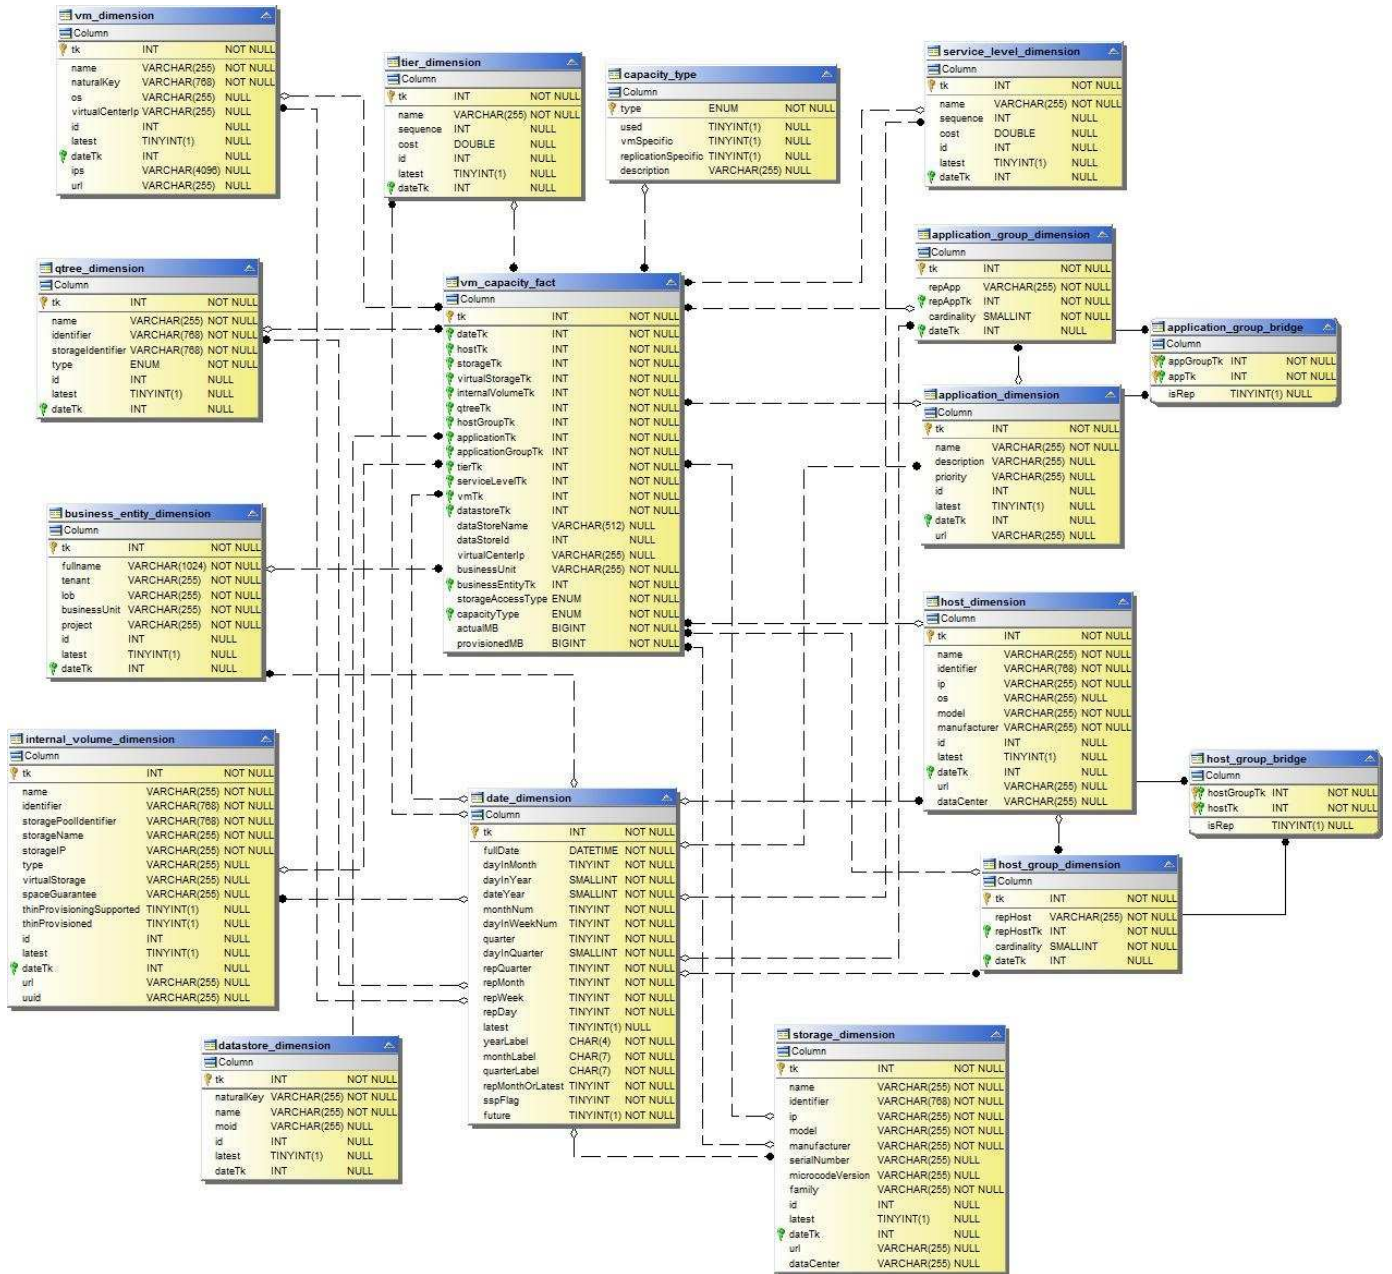 vm_dimension
Column
tk INT NOT NULL
name VARCHAR(255) NOT NULL
naturalKey VARCHAR(768) NOT NULL
os VARCHAR(255) NULL
virtualCenterIp VARCHAR(255) NULL
id INT NULL
latest TINYINT(1) NULL
dateTk INT NULL
ips VARCHAR(4096) NULL
url VARCHAR(255) NULL
tier_dimension
Column
tk INT NOT NULL
name VARCHAR(255) NOT NULL
sequence INT NULL
cost DOUBLE NULL
id INT NULL
latest TINYINT(1) NULL
dateTk INT NULL
capacity_type
Column
type ENUM NOT NULL
used TINYINT(1) NULL
vmSpecific TINYINT(1) NULL
replicationSpecific TINYINT(1) NULL
description VARCHAR(255) NULL
service_level_dimension
Column
tk INT NOT NULL
name VARCHAR(255) NOT NULL
sequence INT NULL
cost DOUBLE NULL
id INT NULL
latest TINYINT(1) NULL
dateTk INT NULL
qtree_dimension
Column
tk INT NOT NULL
name VARCHAR(255) NOT NULL
identifier VARCHAR(768) NOT NULL
storageIdentifier VARCHAR(768) NOT NULL
type ENUM NOT NULL
id INT NULL
latest TINYINT(1) NULL
dateTk INT NULL
vm_capacity_fact
Column
tk INT NOT NULL
dateTk INT NOT NULL
hostTk INT NOT NULL
storageTk INT NOT NULL
virtualStorageTk INT NOT NULL
internalVolumeTk INT NOT NULL
qtreeTk INT NOT NULL
hostGroupTk INT NOT NULL
applicationTk INT NOT NULL
applicationGroupTk INT NOT NULL
tierTk INT NOT NULL
serviceLevelTk INT NOT NULL
vmTk INT NOT NULL
datastoreTk INT NOT NULL
dataStoreName VARCHAR(512) NULL
dataStoreId INT NULL
virtualCenterIp VARCHAR(255) NULL
businessUnit VARCHAR(255) NOT NULL
businessEntityTk INT NOT NULL
storageAccessType ENUM NOT NULL
capacityType ENUM NOT NULL
actualMB BIGINT NOT NULL
provisionedMB BIGINT NOT NULL
application_group_dimension
Column
tk INT NOT NULL
repApp VARCHAR(255) NOT NULL
repAppTk INT NOT NULL
cardinality SMALLINT NOT NULL
dateTk INT NULL
application_group_bridge
Column
appGroupTk INT NOT NULL
appTk INT NOT NULL
isRep TINYINT(1) NULL
application_dimension
Column
tk INT NOT NULL
name VARCHAR(255) NOT NULL
description VARCHAR(255) NULL
priority VARCHAR(255) NULL
id INT NULL
latest TINYINT(1) NULL
dateTk INT NULL
url VARCHAR(255) NULL
business_entity_dimension
Column
tk INT NOT NULL
fullname VARCHAR(1024) NOT NULL
tenant VARCHAR(255) NOT NULL
lob VARCHAR(255) NOT NULL
businessUnit VARCHAR(255) NOT NULL
project VARCHAR(255) NOT NULL
id INT NULL
latest TINYINT(1) NULL
dateTk INT NULL
host_dimension
Column
tk INT NOT NULL
name VARCHAR(255) NOT NULL
identifier VARCHAR(768) NOT NULL
ip VARCHAR(255) NOT NULL
os VARCHAR(255) NULL
model VARCHAR(255) NOT NULL
manufacturer VARCHAR(255) NOT NULL
id INT NULL
latest TINYINT(1) NULL
dateTk INT NULL
url VARCHAR(255) NULL
dataCenter VARCHAR(255) NULL
internal_volume_dimension
Column
tk INT NOT NULL
name VARCHAR(255) NOT NULL
identifier VARCHAR(768) NOT NULL
storagePoolIdentifier VARCHAR(768) NOT NULL
storageName VARCHAR(255) NOT NULL
storageIP VARCHAR(255) NOT NULL
type VARCHAR(255) NULL
virtualStorage VARCHAR(255) NULL
spaceGuarantee VARCHAR(255) NULL
thinProvisioningSupported TINYINT(1) NULL
thinProvisioned TINYINT(1) NULL
id INT NULL
latest TINYINT(1) NULL
dateTk INT NULL
url VARCHAR(255) NULL
uuid VARCHAR(255) NULL
date_dimension
Column
tk INT NOT NULL
fullDate DATETIME NOT NULL
dayInMonth TINYINT NOT NULL
dayInYear SMALLINT NOT NULL
dateYear SMALLINT NOT NULL
monthNum TINYINT NOT NULL
dayInWeekNum TINYINT NOT NULL
quarter TINYINT NOT NULL
dayInQuarter SMALLINT NOT NULL
repQuarter TINYINT NOT NULL
repMonth TINYINT NOT NULL
repWeek TINYINT NOT NULL
repDay TINYINT NOT NULL
latest TINYINT(1) NULL
yearLabel CHAR(4) NOT NULL
monthLabel CHAR(7) NOT NULL
quarterLabel CHAR(7) NOT NULL
repMonthOrLatest TINYINT NOT NULL
sspFlag TINYINT NOT NULL
future TINYINT(1) NOT NULL
host_group_bridge
Column
hostGroupTk INT NOT NULL
hostTk INT NOT NULL
isRep TINYINT(1) NULL
host_group_dimension
Column
tk INT NOT NULL
repHost VARCHAR(255) NOT NULL
repHostTk INT NOT NULL
cardinality SMALLINT NOT NULL
dateTk INT NULL
datastore_dimension
Column
tk INT NOT NULL
naturalKey VARCHAR(255) NOT NULL
name VARCHAR(255) NOT NULL
moid VARCHAR(255) NULL
id INT NULL
latest TINYINT(1) NULL
dateTk INT NULL
storage_dimension
Column
tk INT NOT NULL
name VARCHAR(255) NOT NULL
identifier VARCHAR(768) NOT NULL
ip VARCHAR(255) NOT NULL
model VARCHAR(255) NOT NULL
manufacturer VARCHAR(255) NOT NULL
serialNumber VARCHAR(255) NULL
microcodeVersion VARCHAR(255) NULL
family VARCHAR(255) NOT NULL
id INT NULL
latest TINYINT(1) NULL
dateTk INT NULL
url VARCHAR(255) NULL
dataCenter VARCHAR(255) NULL